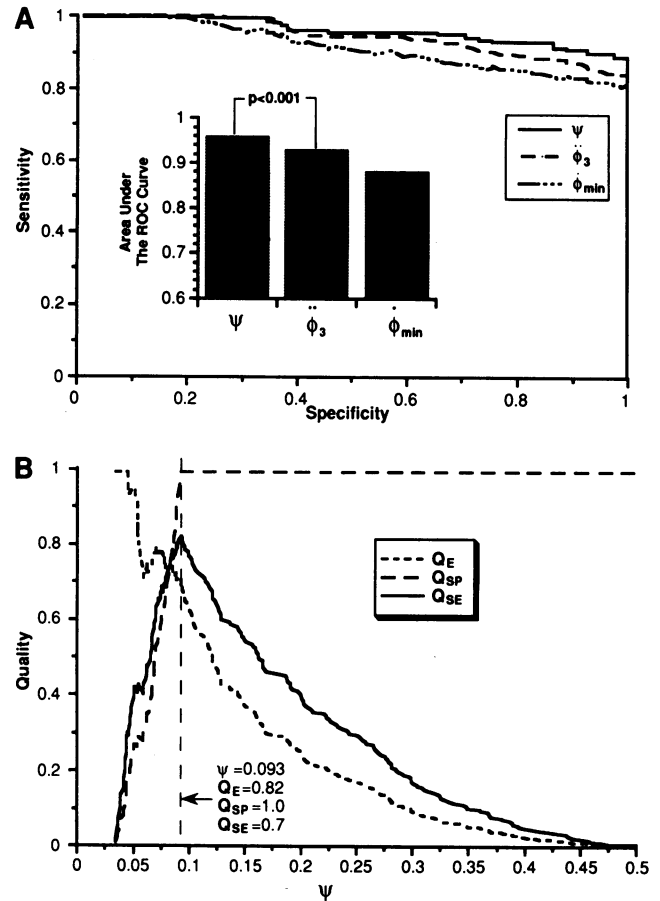 A
1
0.8
0.6
0.4
0.2
0
Sensitivity
0
0.2
0.4
0.6
0.8
1
Specificity
ψ
ϕ̈₃
ϕ̇min
p<0.001
1
0.9
0.8
0.7
0.6
Area Under
The ROC Curve
ψ
ϕ̈₃
ϕ̇min
B
1
0.8
0.6
0.4
0.2
0
Quality
QE
QSP
QSE
ψ =0.093
QE=0.82
QSP=1.0
QSE=0.7
0
0.05
0.1
0.15
0.20
0.25
0.30
0.35
0.40
0.45
0.5
ψ